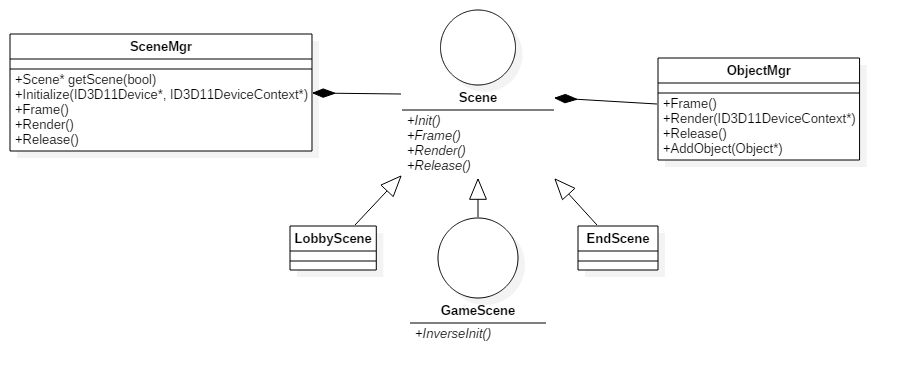 SceneMgr
+Scene* getScene(bool)
+Initialize(ID3D11Device*, ID3D11DeviceContext*)
+Frame()
+Render()
+Release()
Scene
+Init()
+Frame()
+Render()
+Release()
ObjectMgr
+Frame()
+Render(ID3D11DeviceContext*)
+Release()
+AddObject(Object*)
LobbyScene
GameScene
+InverseInit()
EndScene